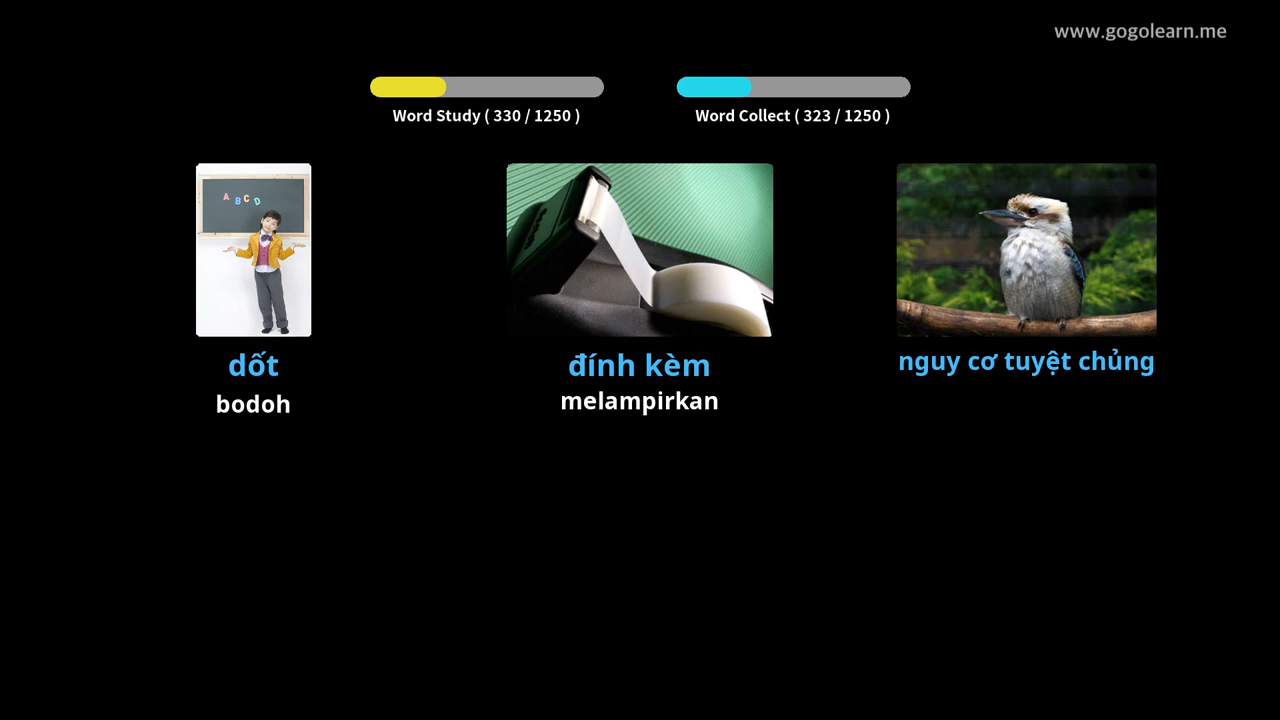 www.gogolearn.me
Word Study ( 330 / 1250 )
Word Collect ( 323 / 1250 )
A B C D
dốt
bodoh
đính kèm
melampirkan
nguy cơ tuyệt chủng